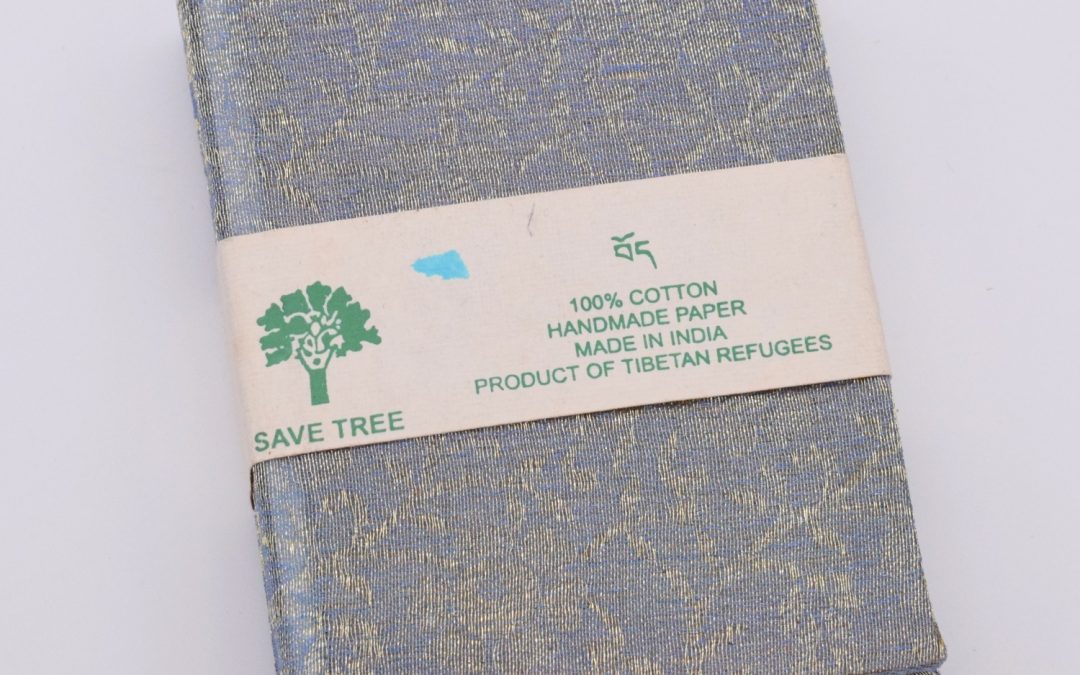 བོད
100% COTTON
HANDMADE PAPER
MADE IN INDIA
PRODUCT OF TIBETAN REFUGEES
SAVE TREE